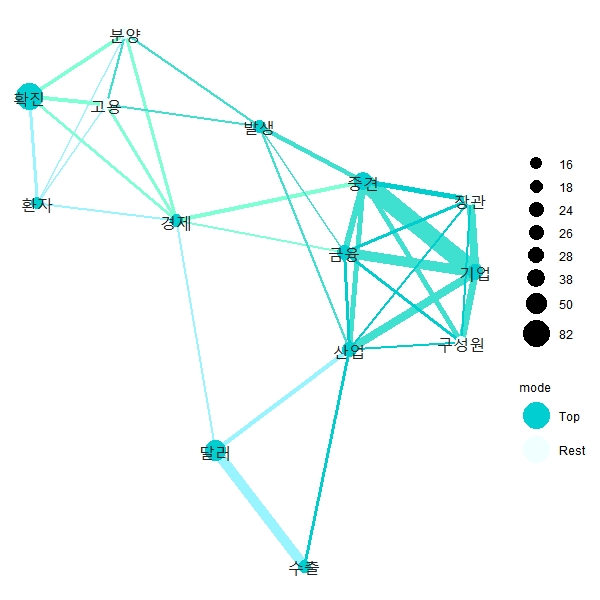 분양
확진
고용
발생
환자
경제
중견
장관
금융
기업
산업
구성원
달러
수출
16
18
24
26
28
38
50
82
mode
Top
Rest